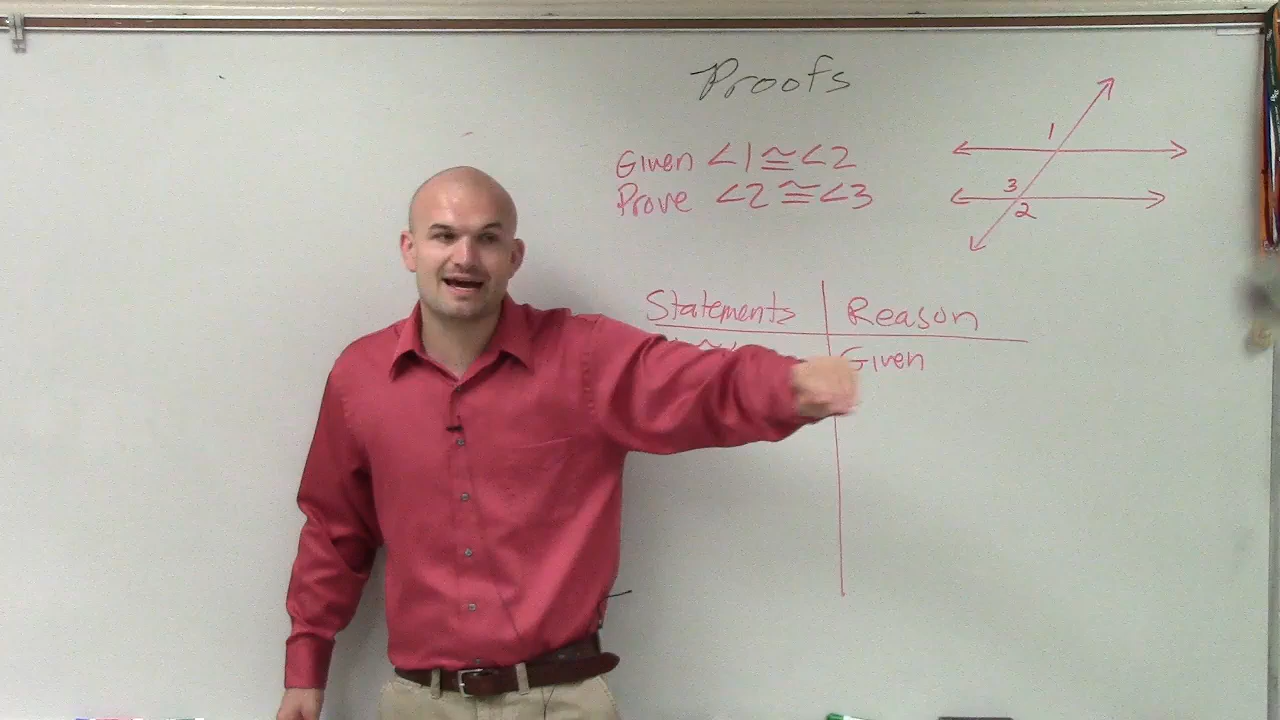 Proofs
Given ∠1 ≅ ∠2
Prove ∠2 ≅ ∠3
1
3
2
Statements Reason
Given